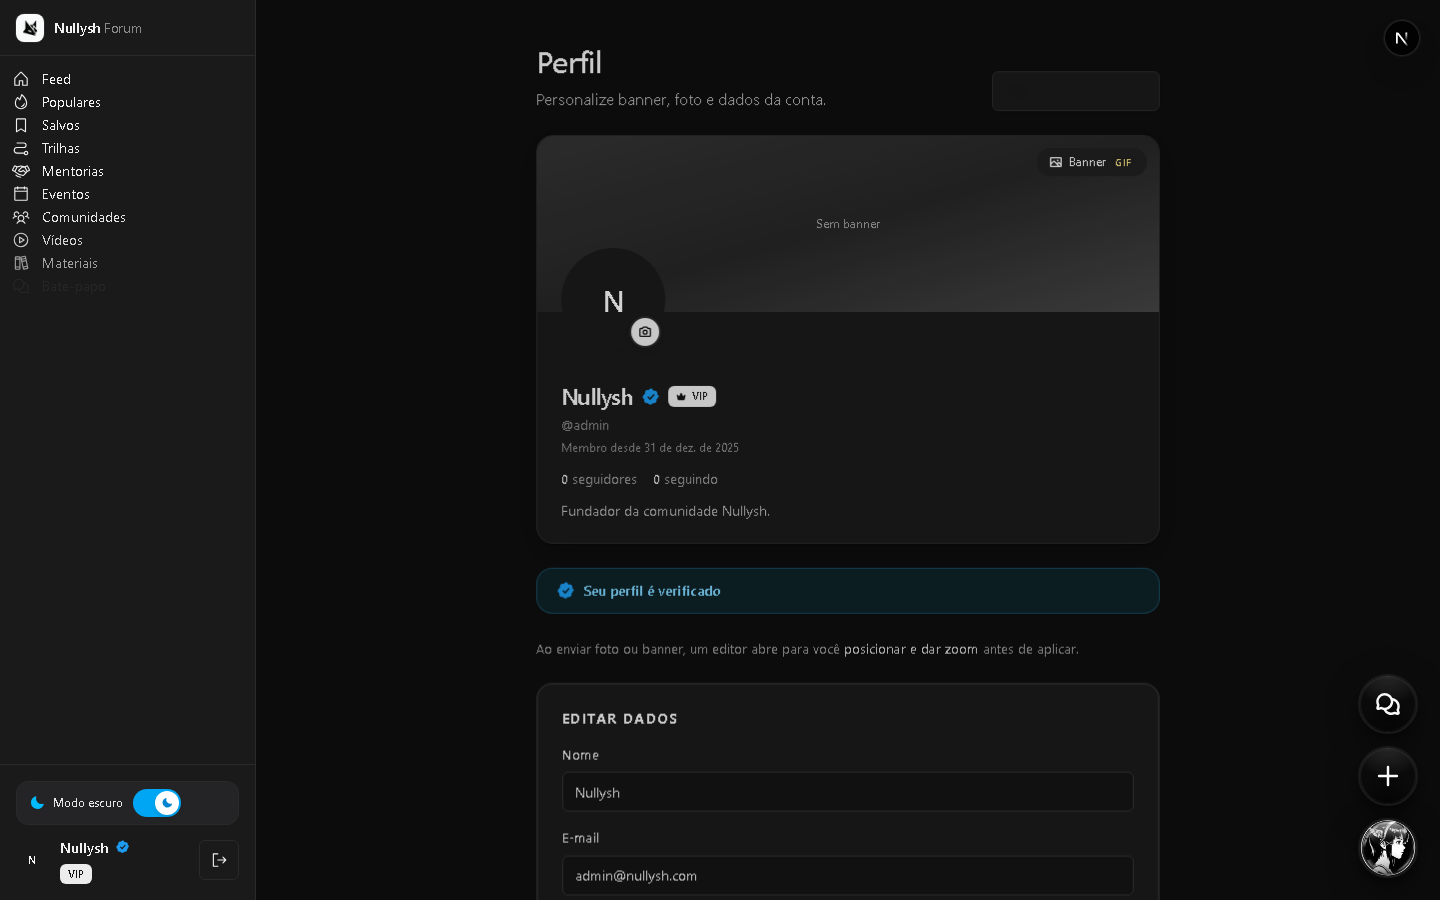 Nullysh Forum
Feed
Populares
Salvos
Trilhas
Mentorias
Eventos
Comunidades
Vídeos
Materiais
Bate-papo
Modo escuro
N
Nullysh
VIP
Perfil
Personalize banner, foto e dados da conta.
Banner GIF
Sem banner
N
Nullysh VIP
@admin
Membro desde 31 de dez. de 2025
0 seguidores 0 seguindo
Fundador da comunidade Nullysh.
Seu perfil é verificado
Ao enviar foto ou banner, um editor abre para você posicionar e dar zoom antes de aplicar.
EDITAR DADOS
Nome
Nullysh
E-mail
admin@nullysh.com
N